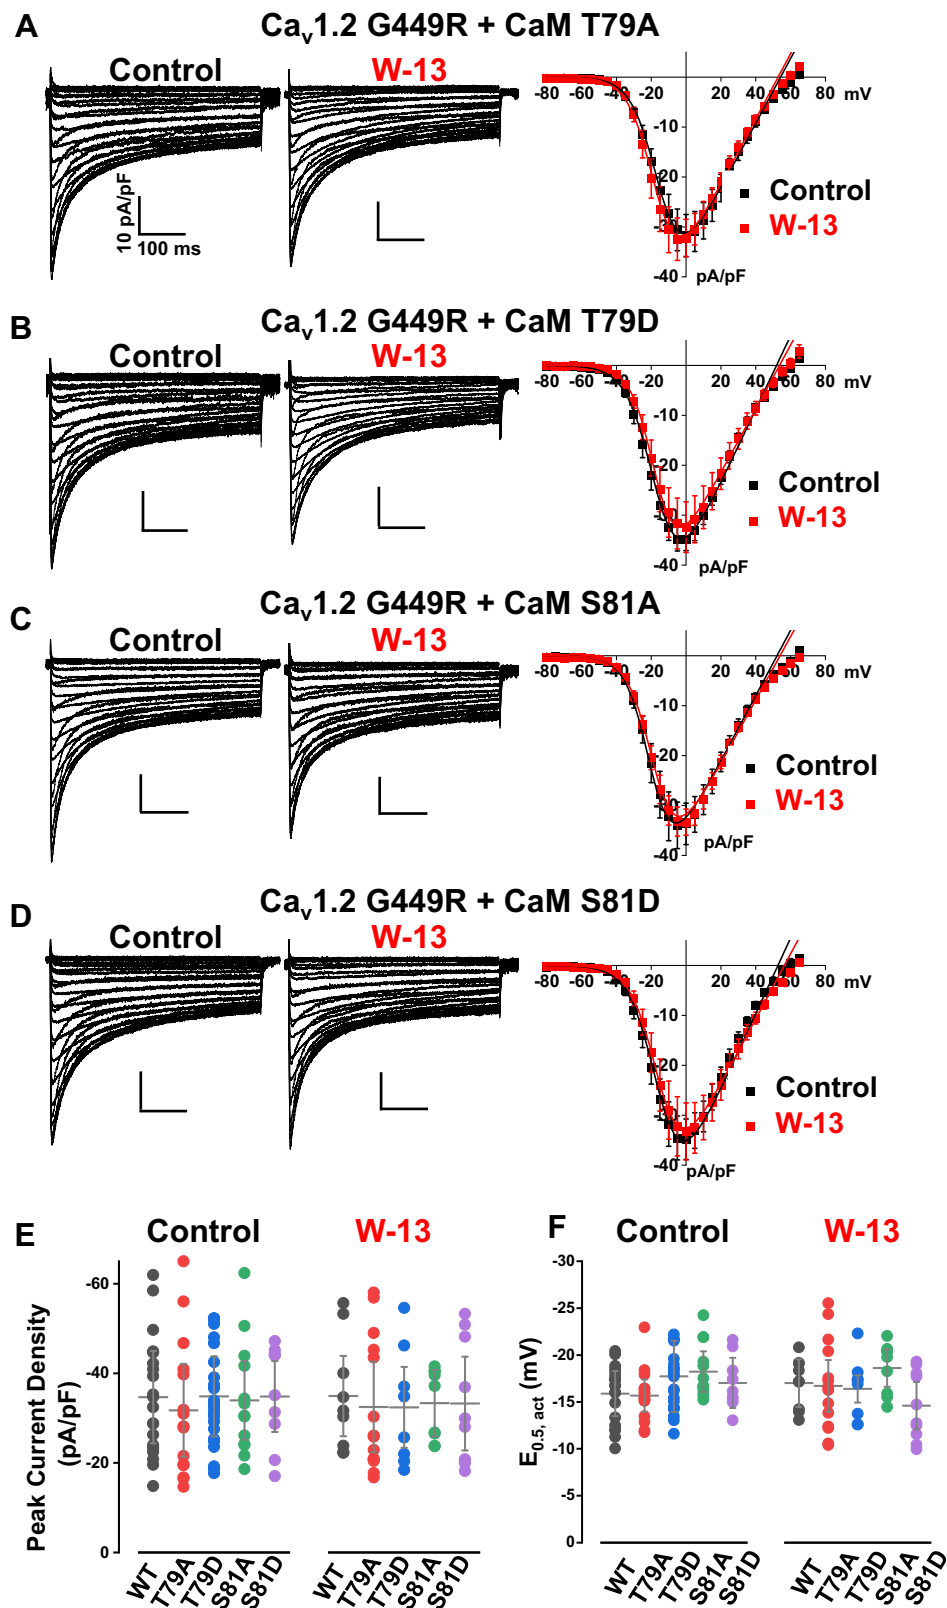 A
Cav1.2 G449R + CaM T79A
Control
W-13
10 pA/pF
100 ms
-80 -60 -40 -20 20 40 60 80 mV
-10
-20
-30
-40
pA/pF
Control
W-13
B
Cav1.2 G449R + CaM T79D
Control
W-13
-80 -60 -40 -20 20 40 60 80 mV
-10
-20
-30
-40
pA/pF
Control
W-13
C
Cav1.2 G449R + CaM S81A
Control
W-13
-80 -60 -40 -20 20 40 60 80 mV
-10
-20
-30
-40
pA/pF
Control
W-13
D
Cav1.2 G449R + CaM S81D
Control
W-13
-80 -60 -40 -20 20 40 60 80 mV
-10
-20
-30
-40
pA/pF
Control
W-13
E
Control
W-13
Peak Current Density
(pA/pF)
-60
-40
-20
0
WT T79A T79D S81A S81D
WT T79A T79D S81A S81D
F
Control
W-13
E0.5, act (mV)
-30
-25
-20
-15
-10
-5
0
WT T79A T79D S81A S81D
WT T79A T79D S81A S81D